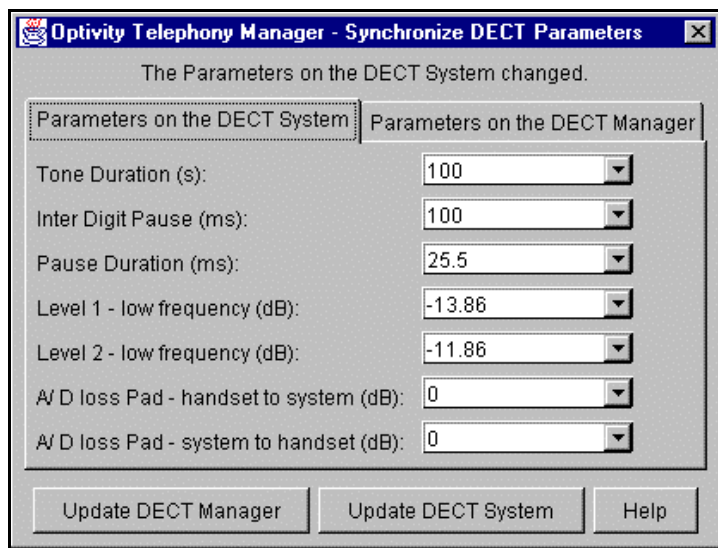 Optivity Telephony Manager - Synchronize DECT Parameters
The Parameters on the DECT System changed.
Parameters on the DECT System
Parameters on the DECT Manager
Tone Duration (s): 100
Inter Digit Pause (ms): 100
Pause Duration (ms): 25.5
Level 1 - low frequency (dB): -13.86
Level 2 - low frequency (dB): -11.86
A/D loss Pad - handset to system (dB): 0
A/D loss Pad - system to handset (dB): 0
Update DECT Manager
Update DECT System
Help